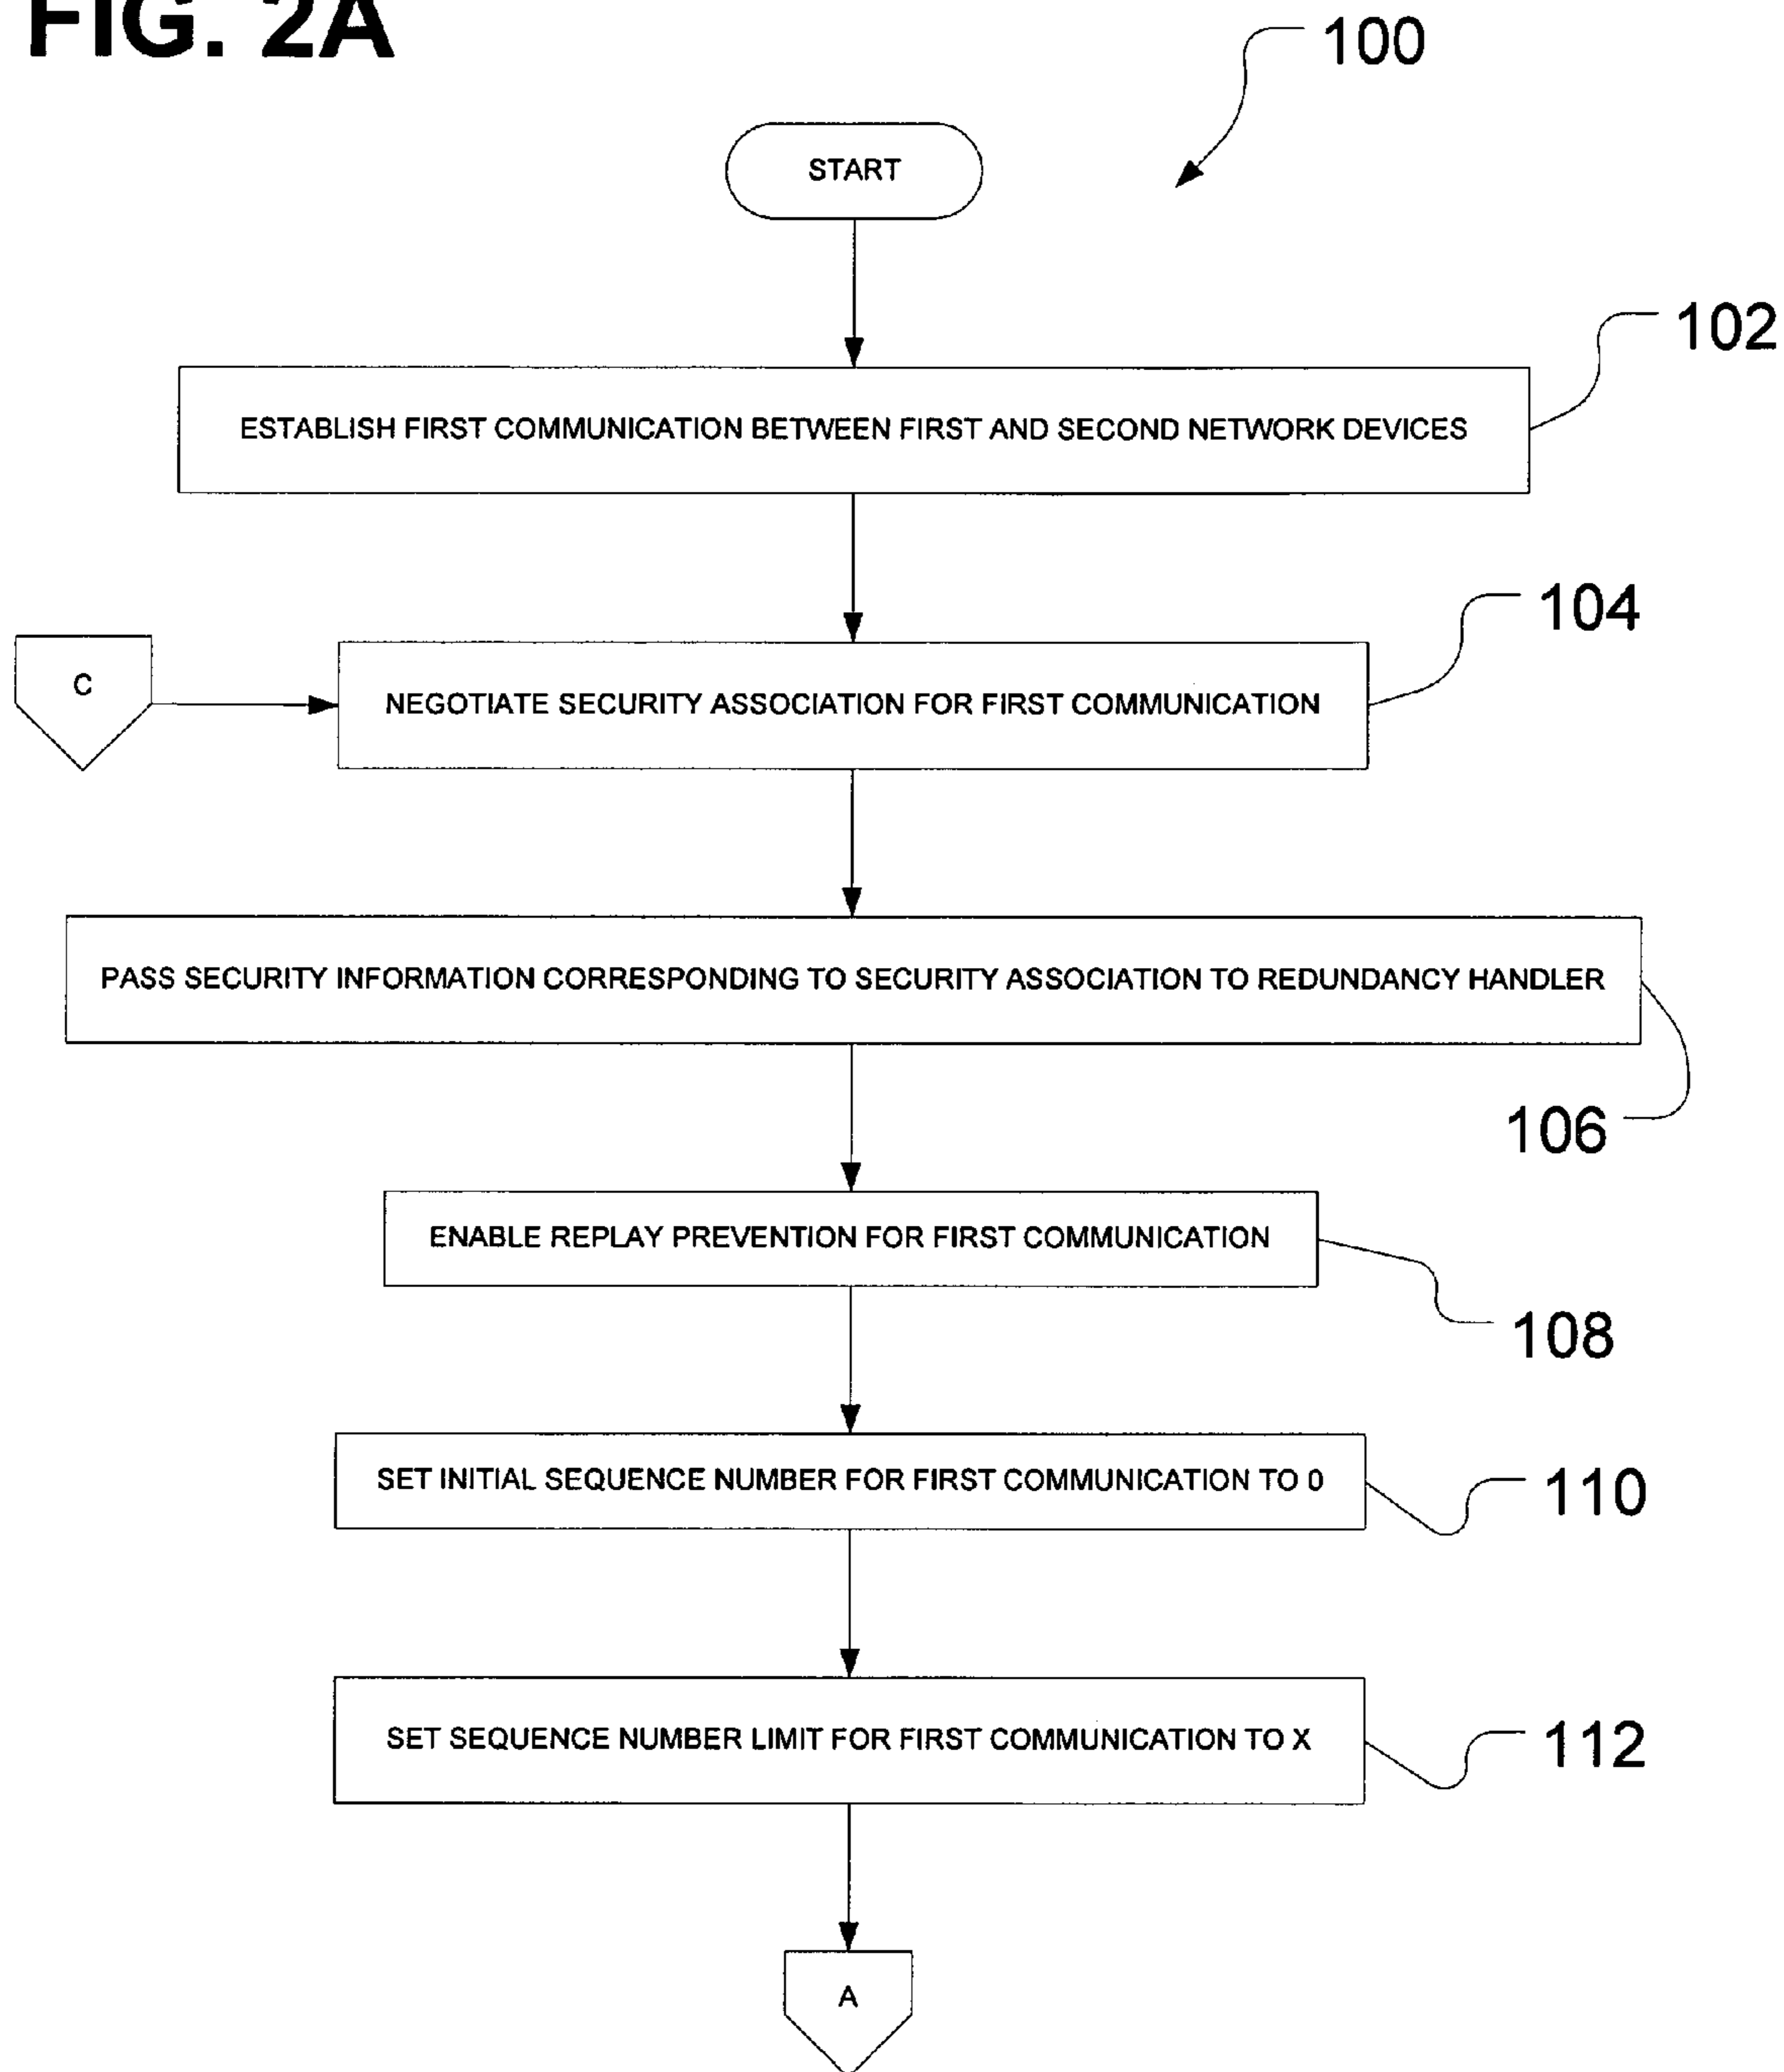 FIG. 2A
100
START
102
ESTABLISH FIRST COMMUNICATION BETWEEN FIRST AND SECOND NETWORK DEVICES
104
C
NEGOTIATE SECURITY ASSOCIATION FOR FIRST COMMUNICATION
PASS SECURITY INFORMATION CORRESPONDING TO SECURITY ASSOCIATION TO REDUNDANCY HANDLER
106
ENABLE REPLAY PREVENTION FOR FIRST COMMUNICATION
108
SET INITIAL SEQUENCE NUMBER FOR FIRST COMMUNICATION TO 0
110
SET SEQUENCE NUMBER LIMIT FOR FIRST COMMUNICATION TO X
112
A